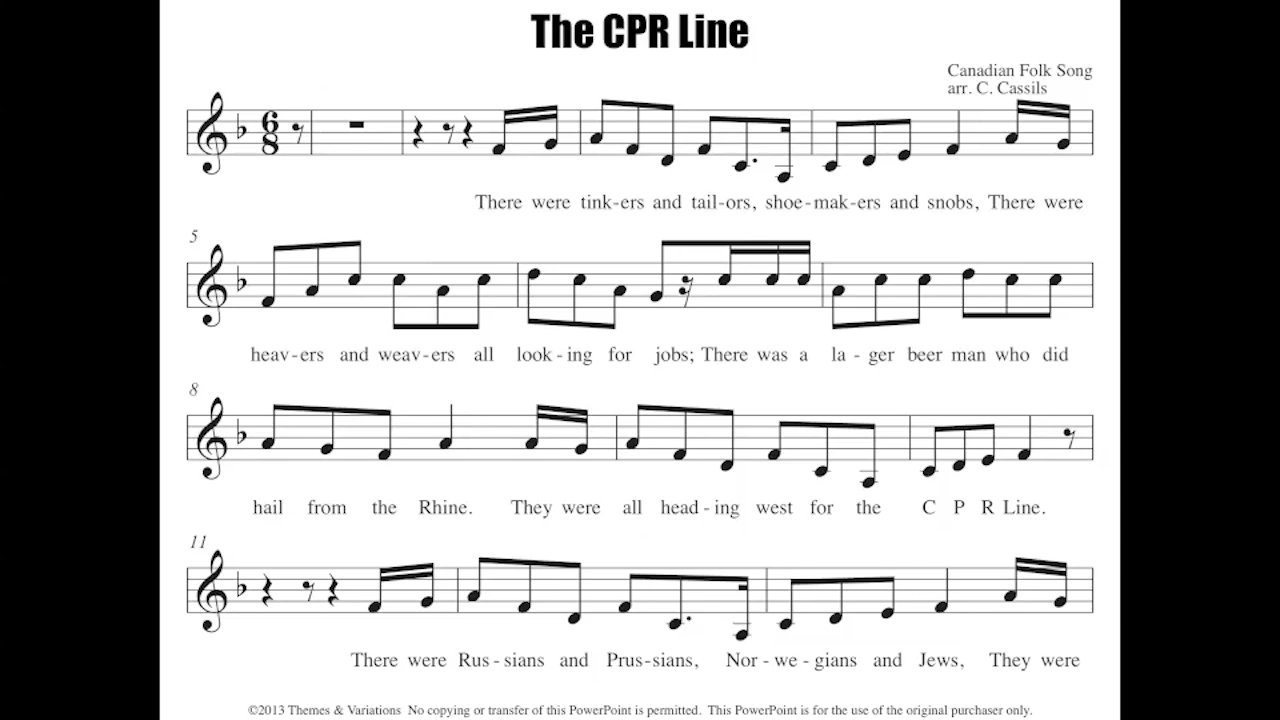 The CPR Line
Canadian Folk Song
arr. C. Cassils
6
8
There were tink-ers and tail-ors, shoe-mak-ers and snobs, There were
5
heav-ers and weav-ers all look-ing for jobs; There was a la-ger beer man who did
8
hail from the Rhine. They were all head-ing west for the C P R Line.
11
There were Rus-sians and Prus-sians, Nor-we-gians and Jews, They were
©2013 Themes & Variations No copying or transfer of this PowerPoint is permitted. This PowerPoint is for the use of the original purchaser only.